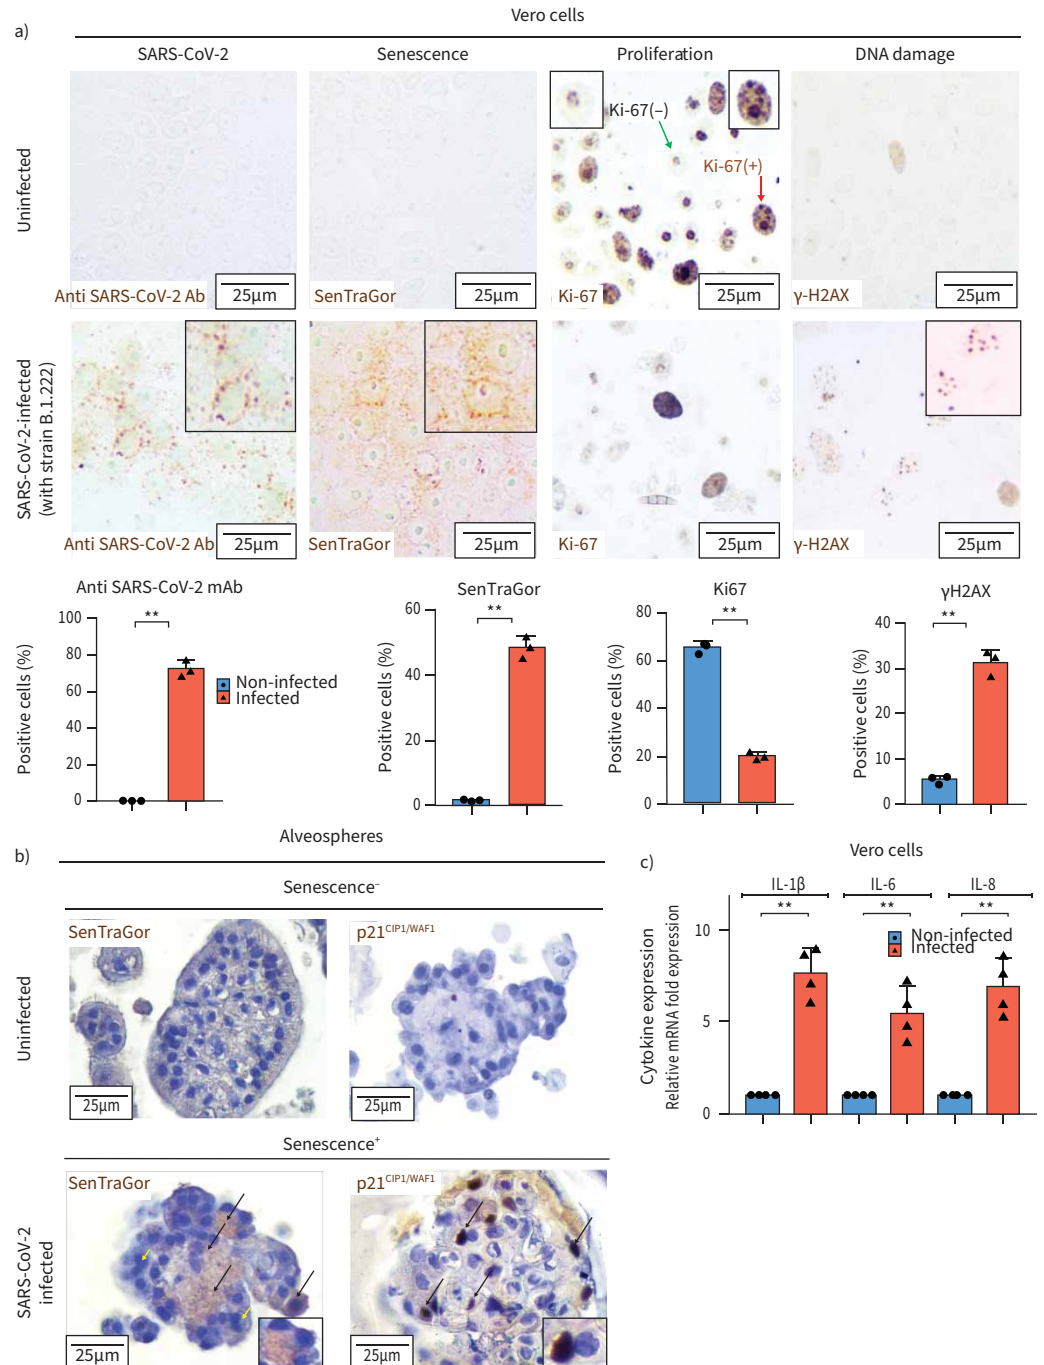 a)
Vero cells
SARS-CoV-2
Senescence
Proliferation
DNA damage
Uninfected
Ki-67(–)
Ki-67(+)
Anti SARS-CoV-2 Ab
25µm
SenTraGor
25µm
Ki-67
25µm
γ-H2AX
25µm
SARS-CoV-2-infected
(with strain B.1.222)
Anti SARS-CoV-2 Ab
25µm
SenTraGor
25µm
Ki-67
25µm
γ-H2AX
25µm
Anti SARS-CoV-2 mAb
Positive cells (%)
100
80
60
40
20
0
**
Non-infected
Infected
SenTraGor
Positive cells (%)
60
40
20
0
**
Ki67
Positive cells (%)
80
60
40
20
0
**
γH2AX
Positive cells (%)
40
30
20
10
0
**
b)
Alveospheres
Senescence⁻
Uninfected
SenTraGor
25µm
p21ᶜᴵᴾ¹/ᵂᴬᶠ¹
25µm
Senescence⁺
SARS-CoV-2
infected
SenTraGor
25µm
p21ᶜᴵᴾ¹/ᵂᴬᶠ¹
25µm
c)
Vero cells
IL-1β
IL-6
IL-8
**
**
**
Non-infected
Infected
Cytokine expression
Relative mRNA fold expression
10
5
0